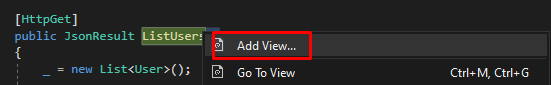 [HttpGet]
public JsonResult ListUsers
Add View...
{
_ = new List<User>();
Go To View Ctrl+M, Ctrl+G